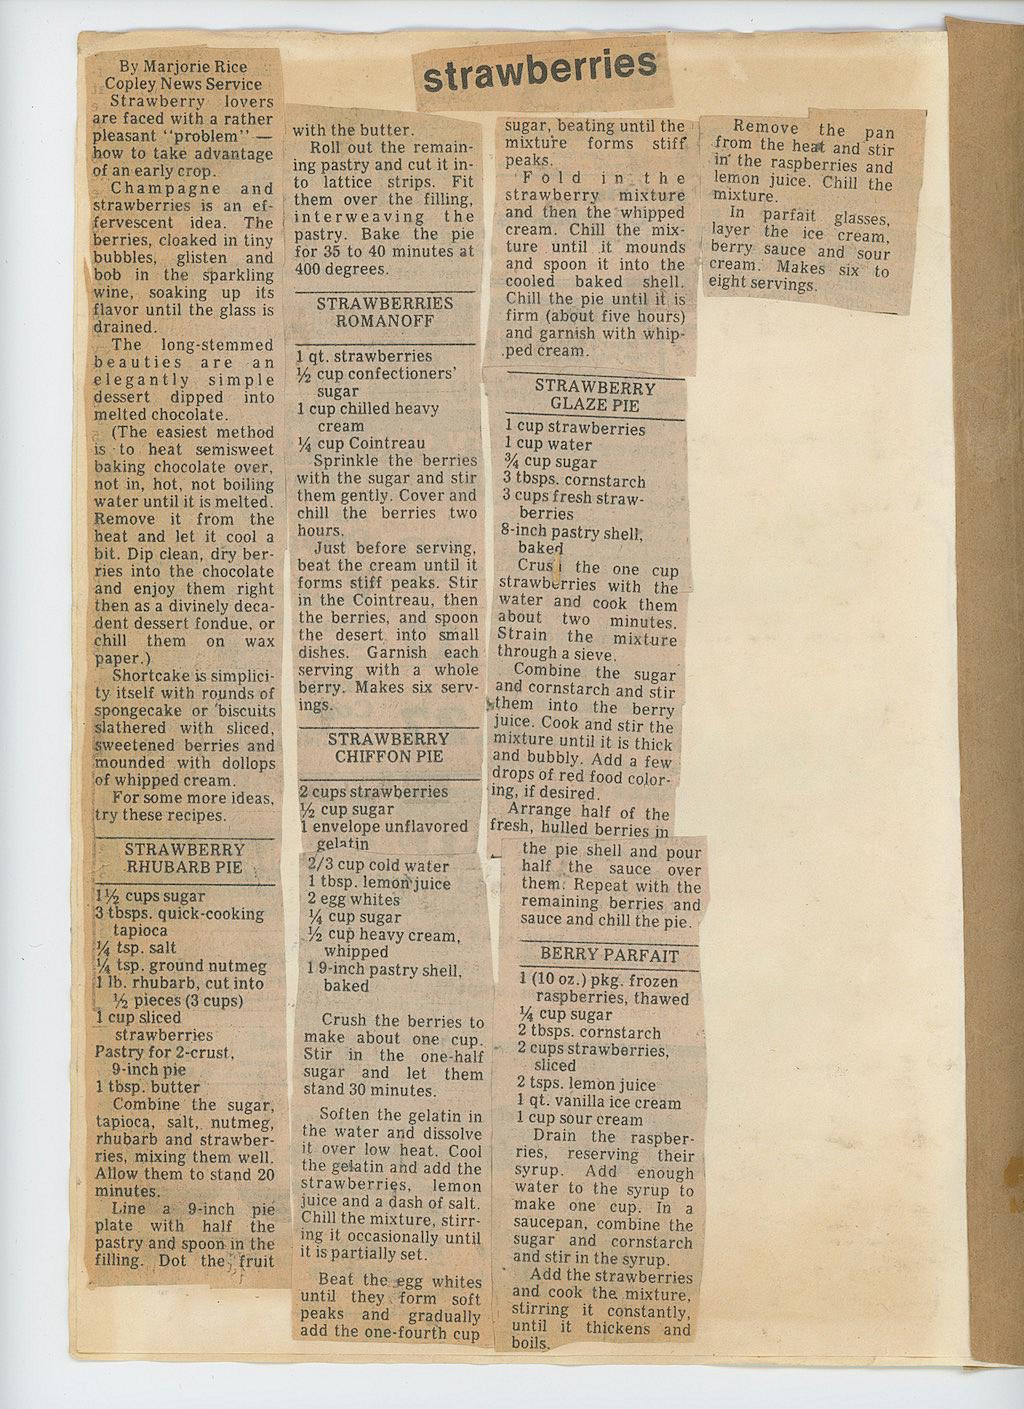 strawberries
By Marjorie Rice
Copley News Service
Strawberry lovers
are faced with a rather
pleasant "problem" —
how to take advantage
of an early crop.
Champagne and
strawberries is an ef-
fervescent idea. The
berries, cloaked in tiny
bubbles, glisten and
bob in the sparkling
wine, soaking up its
flavor until the glass is
drained.
The long-stemmed
beauties are an
elegantly simple
dessert dipped into
melted chocolate.
(The easiest method
is to heat semisweet
baking chocolate over,
not in, hot, not boiling
water until it is melted.
Remove it from the
heat and let it cool a
bit. Dip clean, dry ber-
ries into the chocolate
and enjoy them right
then as a divinely deca-
dent dessert fondue, or
chill them on wax
paper.)
Shortcake is simplici-
ty itself with rounds of
spongecake or biscuits
slathered with sliced,
sweetened berries and
mounded with dollops
of whipped cream.
For some more ideas,
try these recipes.
STRAWBERRY
RHUBARB PIE
1½ cups sugar
3 tbsps. quick-cooking
tapioca
¼ tsp. salt
¼ tsp. ground nutmeg
1 lb. rhubarb, cut into
½ pieces (3 cups)
1 cup sliced
strawberries
Pastry for 2-crust,
9-inch pie
1 tbsp. butter
Combine the sugar,
tapioca, salt, nutmeg,
rhubarb and strawber-
ries, mixing them well.
Allow them to stand 20
minutes.
Line a 9-inch pie
plate with half the
pastry and spoon in the
filling. Dot the fruit
with the butter.
Roll out the remain-
ing pastry and cut it in-
to lattice strips. Fit
them over the filling,
interweaving the
pastry. Bake the pie
for 35 to 40 minutes at
400 degrees.
STRAWBERRIES
ROMANOFF
1 qt. strawberries
½ cup confectioners'
sugar
1 cup chilled heavy
cream
¼ cup Cointreau
Sprinkle the berries
with the sugar and stir
them gently. Cover and
chill the berries two
hours.
Just before serving,
beat the cream until it
forms stiff peaks. Stir
in the Cointreau, then
the berries, and spoon
the desert into small
dishes. Garnish each
serving with a whole
berry. Makes six serv-
ings.
STRAWBERRY
CHIFFON PIE
2 cups strawberries
½ cup sugar
1 envelope unflavored
gelatin
2/3 cup cold water
1 tbsp. lemon juice
2 egg whites
¼ cup sugar
½ cup heavy cream,
whipped
1 9-inch pastry shell,
baked
Crush the berries to
make about one cup.
Stir in the one-half
sugar and let them
stand 30 minutes.
Soften the gelatin in
the water and dissolve
it over low heat. Cool
the gelatin and add the
strawberries, lemon
juice and a dash of salt.
Chill the mixture, stirr-
ing it occasionally until
it is partially set.
Beat the egg whites
until they form soft
peaks and gradually
add the one-fourth cup
sugar, beating until the
mixture forms stiff
peaks.
Fold in the
strawberry mixture
and then the whipped
cream. Chill the mix-
ture until it mounds
and spoon it into the
cooled baked shell.
Chill the pie until it is
firm (about five hours)
and garnish with whip-
ped cream.
STRAWBERRY
GLAZE PIE
1 cup strawberries
1 cup water
¾ cup sugar
3 tbsps. cornstarch
3 cups fresh straw-
berries
8-inch pastry shell,
baked
Crush the one cup
strawberries with the
water and cook them
about two minutes.
Strain the mixture
through a sieve.
Combine the sugar
and cornstarch and stir
them into the berry
juice. Cook and stir the
mixture until it is thick
and bubbly. Add a few
drops of red food color-
ing, if desired.
Arrange half of the
fresh, hulled berries in
the pie shell and pour
half the sauce over
them. Repeat with the
remaining berries and
sauce and chill the pie.
BERRY PARFAIT
1 (10 oz.) pkg. frozen
raspberries, thawed
¼ cup sugar
2 tbsps. cornstarch
2 cups strawberries,
sliced
2 tsps. lemon juice
1 qt. vanilla ice cream
1 cup sour cream
Drain the raspber-
ries, reserving their
syrup. Add enough
water to the syrup to
make one cup. In a
saucepan, combine the
sugar and cornstarch
and stir in the syrup.
Add the strawberries
and cook the mixture,
stirring it constantly,
until it thickens and
boils.
Remove the pan
from the heat and stir
in the raspberries and
lemon juice. Chill the
mixture.
In parfait glasses,
layer the ice cream,
berry sauce and sour
cream. Makes six to
eight servings.